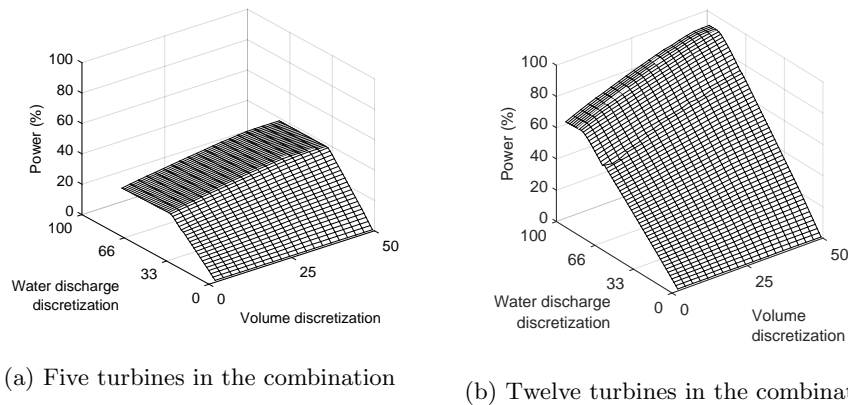 100
80
60
40
20
0
Power (%)
100
66
33
0
Water discharge
discretization
0
25
50
Volume discretization
(a) Five turbines in the combination
100
80
60
40
20
0
Power (%)
100
66
33
0
Water discharge
discretization
0
25
50
Volume
discretization
(b) Twelve turbines in the combinat